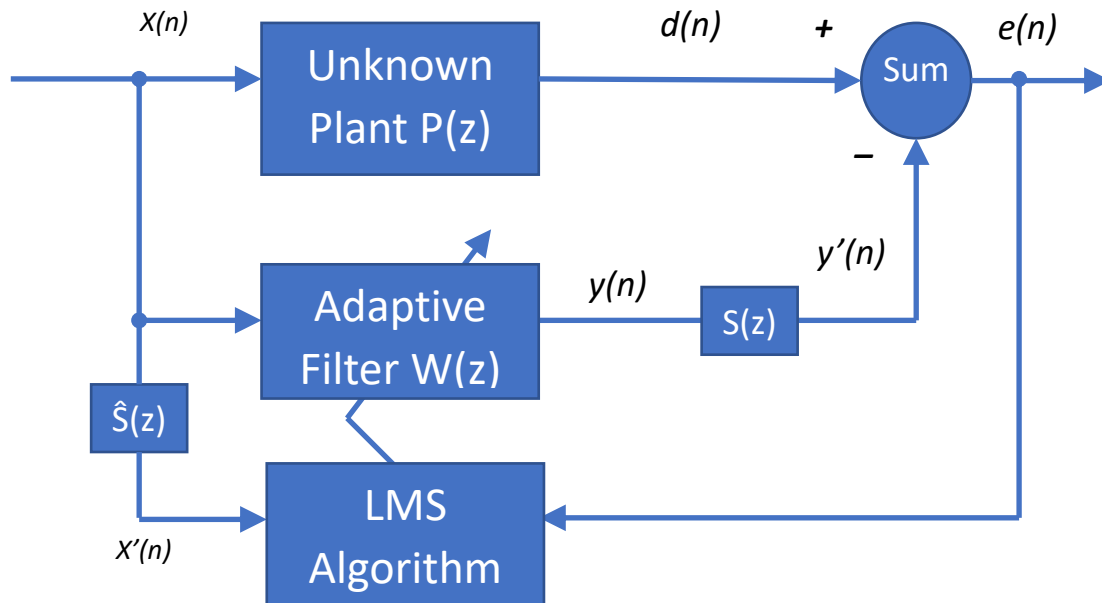 X(n)
Unknown
Plant P(z)
d(n)
+
Sum
e(n)
–
Adaptive
Filter W(z)
y(n)
S(z)
y’(n)
Ŝ(z)
X’(n)
LMS
Algorithm